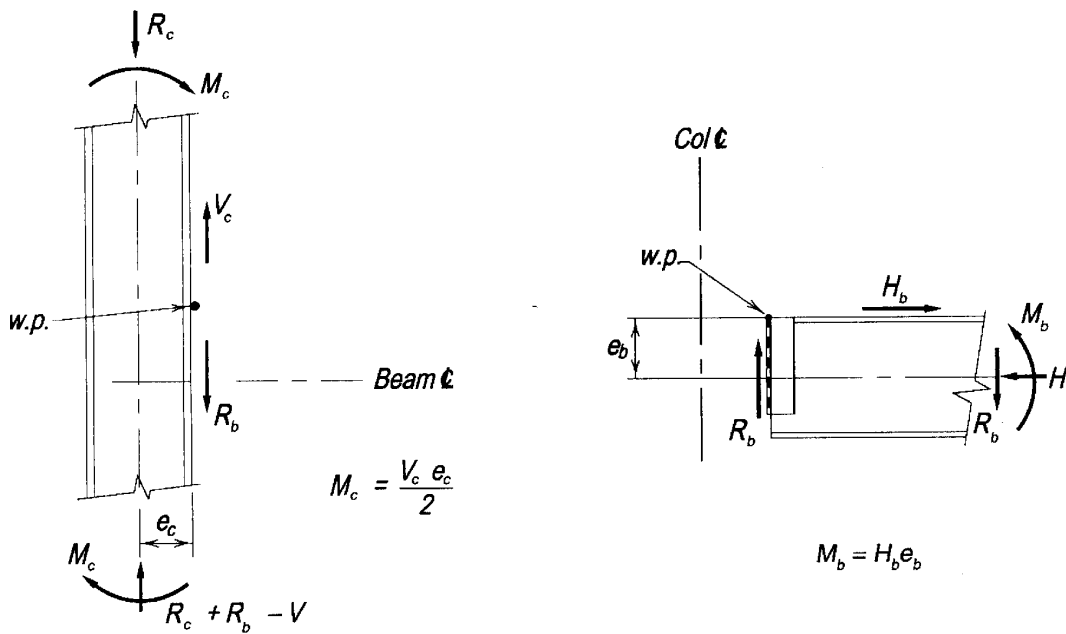 R_c
M_c
V_c
w.p.
Beam ℄
R_b
M_c = V_c e_c / 2
e_c
M_c
R_c + R_b – V
Col ℄
w.p.
H_b
M_b
e_b
H
R_b
R_b
M_b = H_b e_b